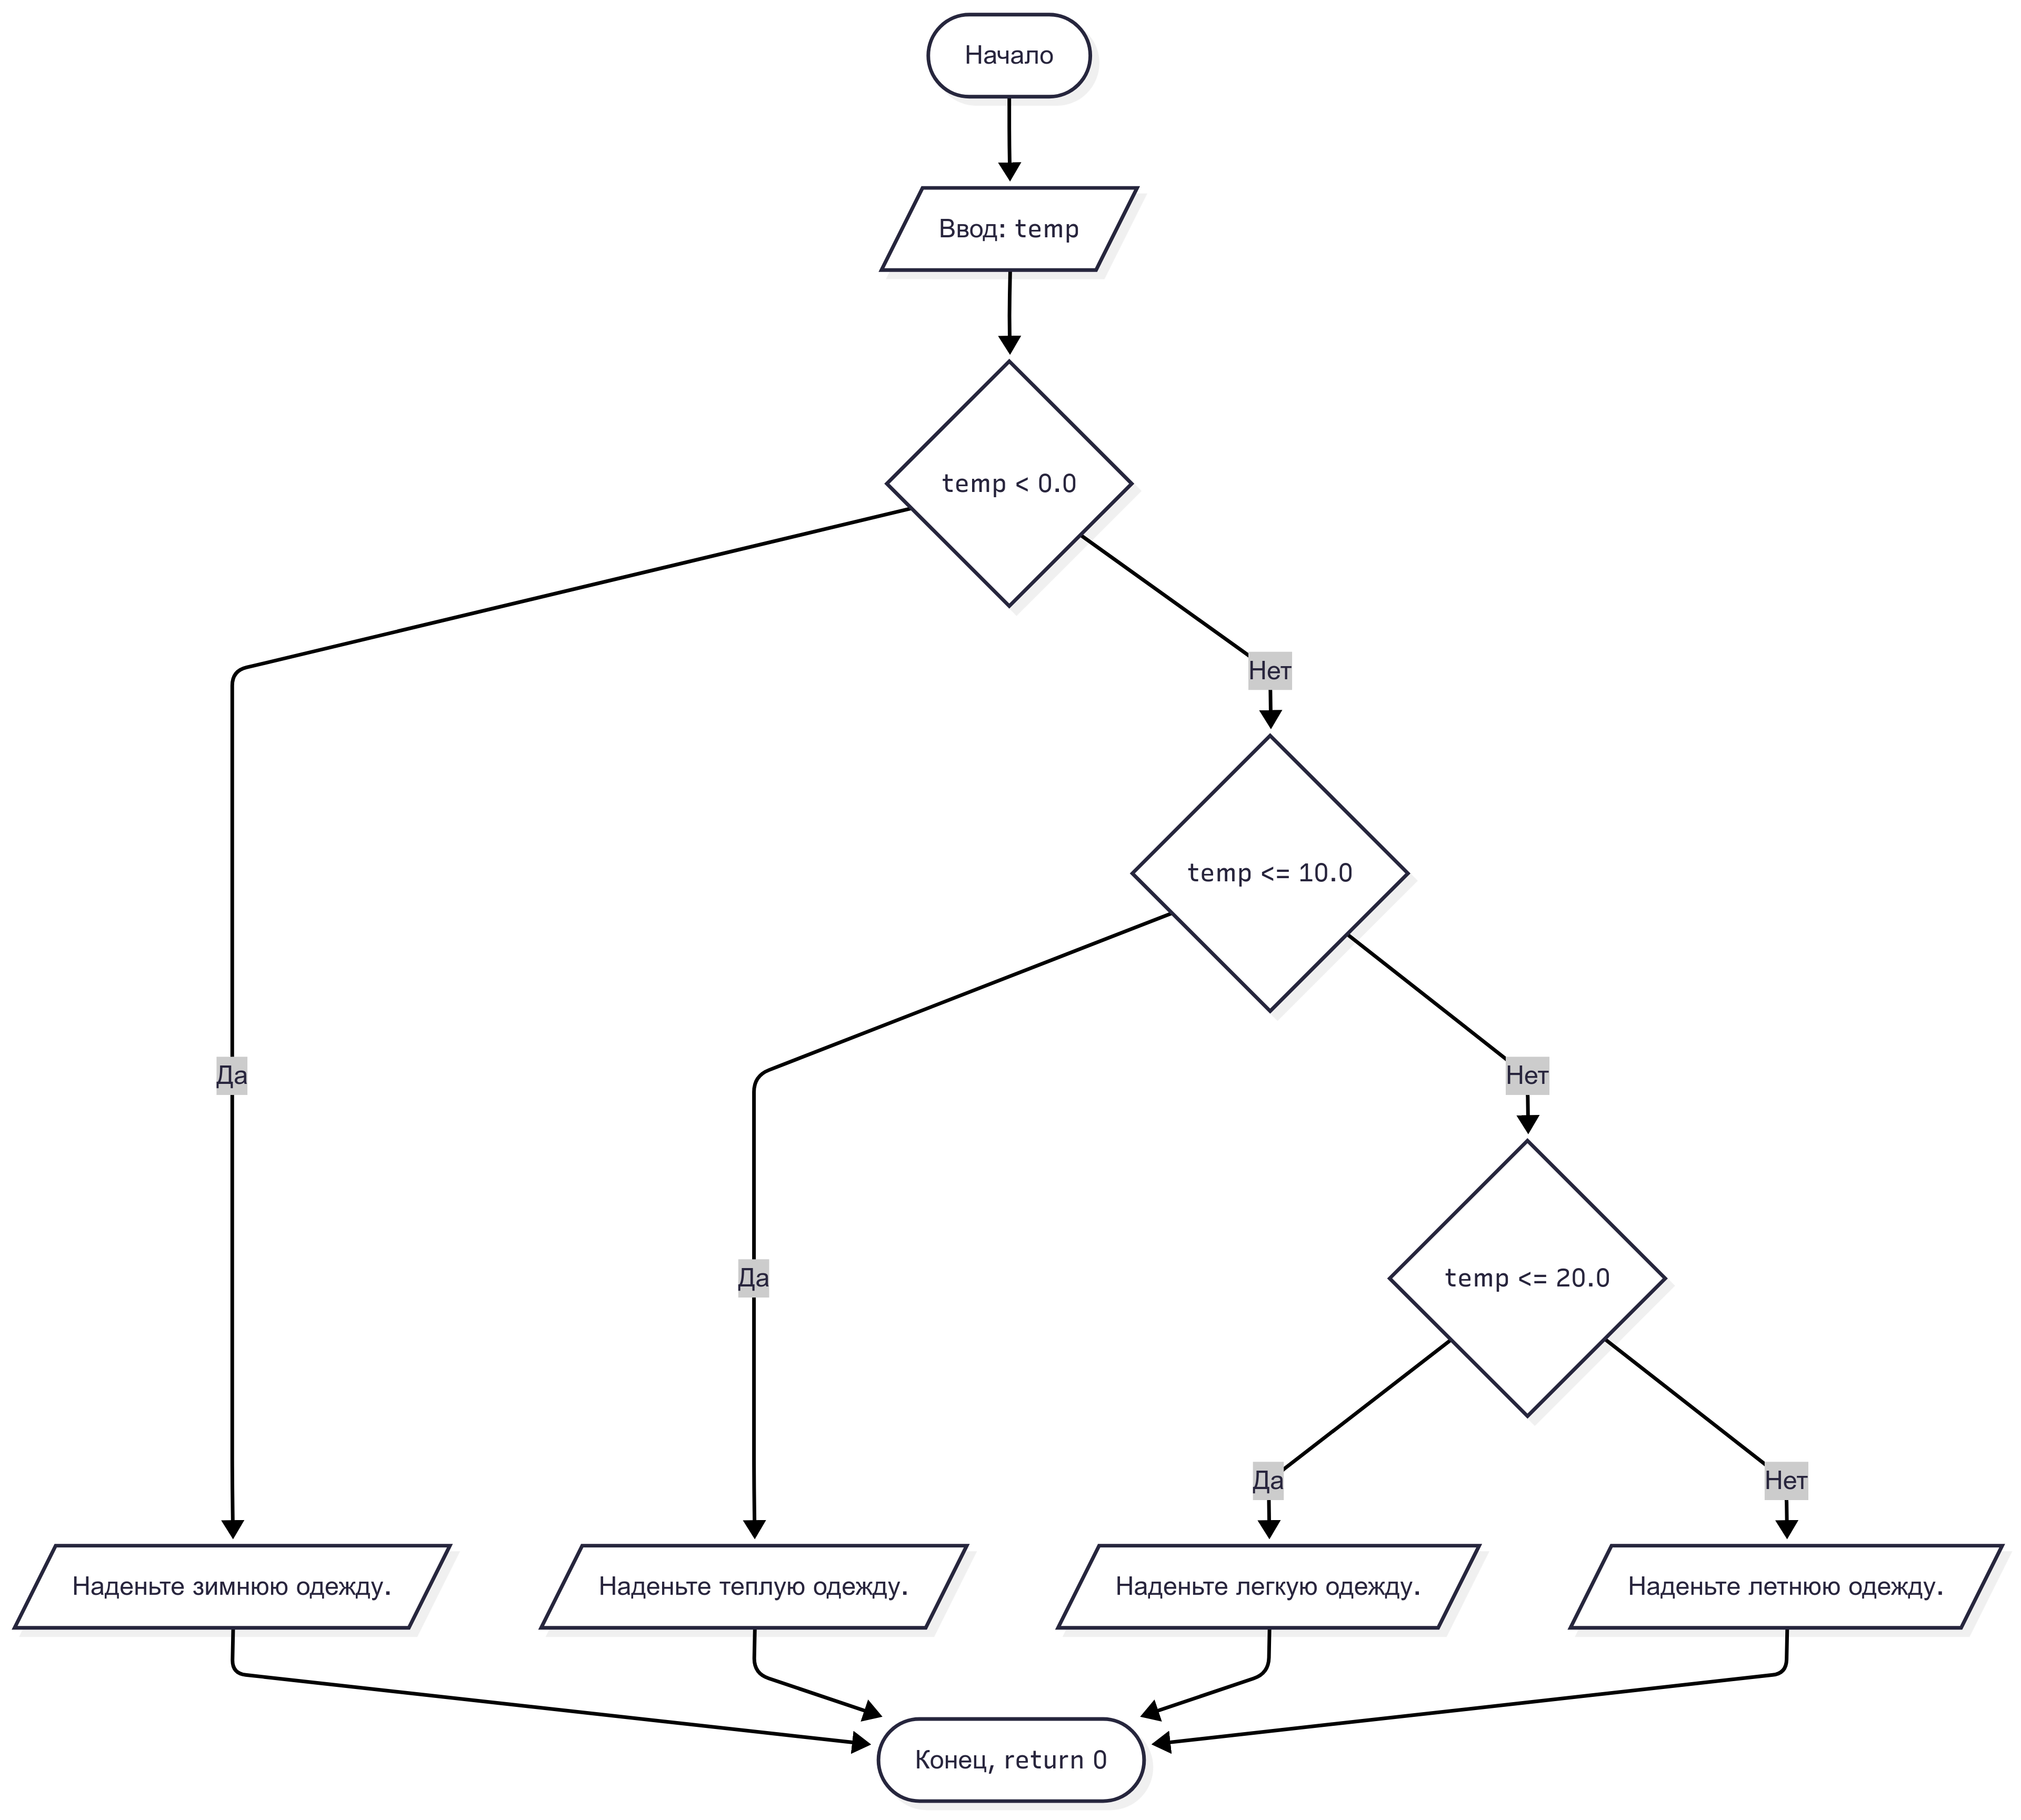 Начало
Ввод: temp
temp < 0.0
Нет
temp <= 10.0
Да
Нет
Да
temp <= 20.0
Да
Нет
Наденьте зимнюю одежду.
Наденьте теплую одежду.
Наденьте легкую одежду.
Наденьте летнюю одежду.
Конец, return 0